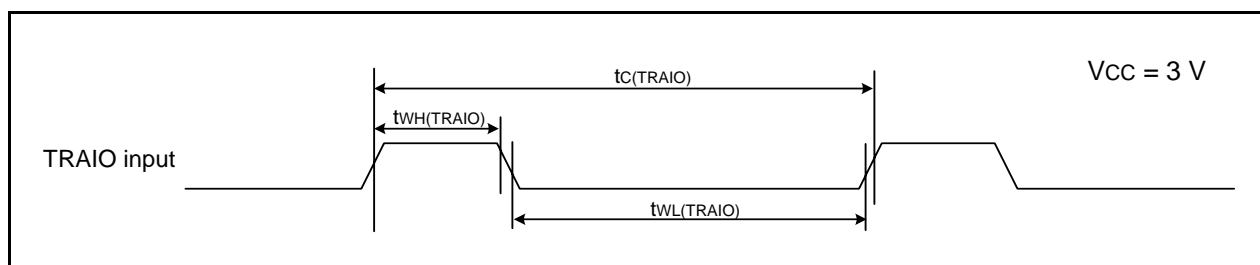 tC(TRAIO)
VCC = 3 V
tWH(TRAIO)
TRAIO input
tWL(TRAIO)